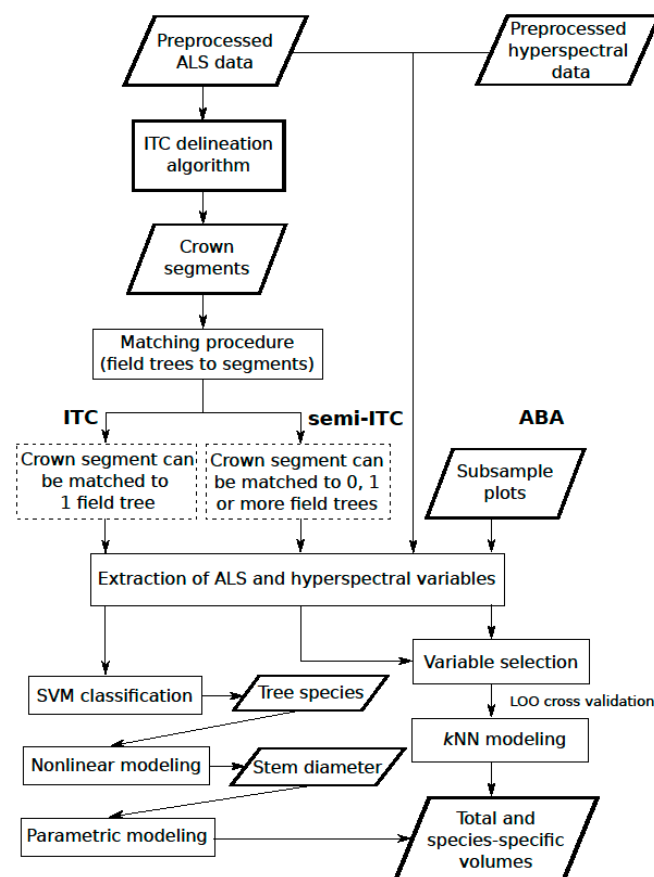 Preprocessed
ALS data
Preprocessed
hyperspectral
data
ITC delineation
algorithm
Crown
segments
Matching procedure
(field trees to segments)
ITC
semi-ITC
ABA
Crown segment can
be matched to
1 field tree
Crown segment can
be matched to 0, 1
or more field trees
Subsample
plots
Extraction of ALS and hyperspectral variables
Variable selection
SVM classification
Tree species
LOO cross validation
kNN modeling
Nonlinear modeling
Stem diameter
Parametric modeling
Total and
species-specific
volumes